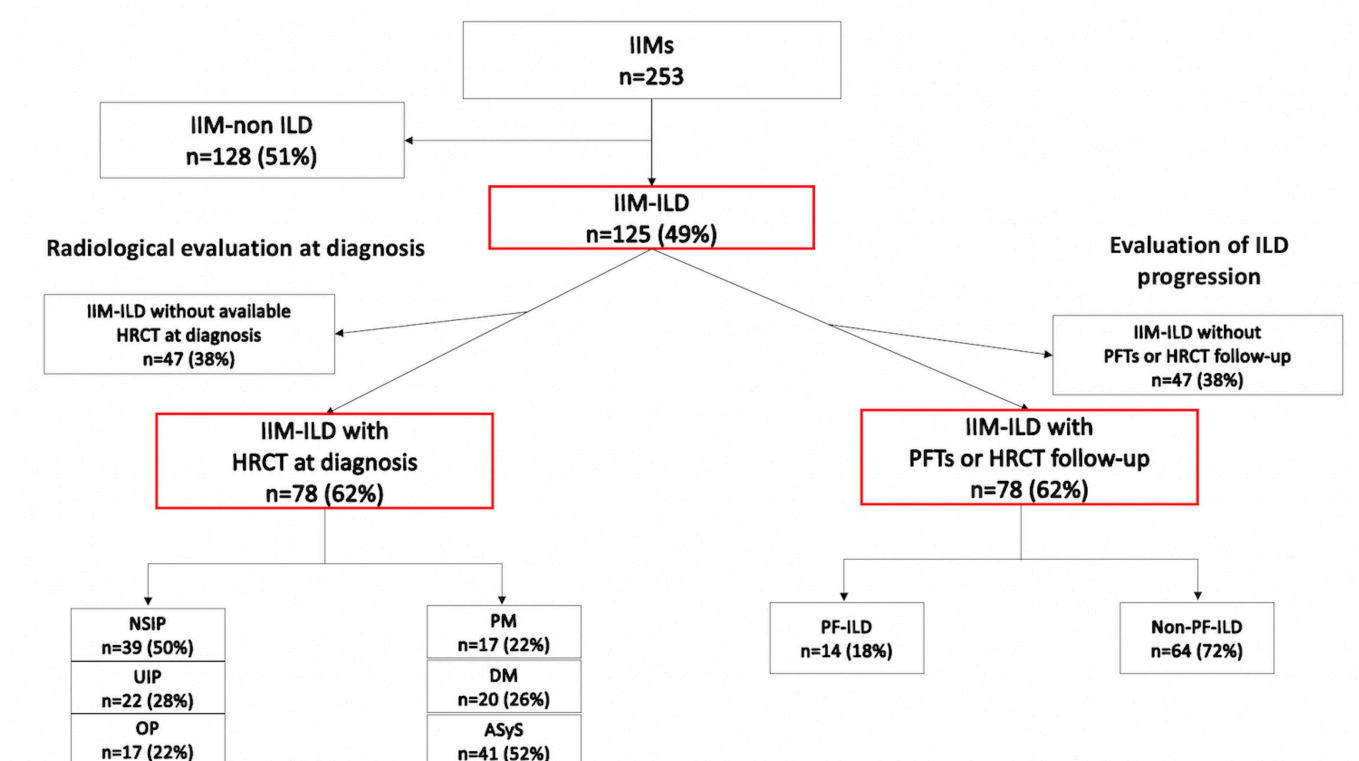 IIMs
n=253
IIM-non ILD
n=128 (51%)
IIM-ILD
n=125 (49%)
Radiological evaluation at diagnosis
Evaluation of ILD
progression
IIM-ILD without available
HRCT at diagnosis
n=47 (38%)
IIM-ILD without
PFTs or HRCT follow-up
n=47 (38%)
IIM-ILD with
HRCT at diagnosis
n=78 (62%)
IIM-ILD with
PFTs or HRCT follow-up
n=78 (62%)
NSIP
n=39 (50%)
UIP
n=22 (28%)
OP
n=17 (22%)
PM
n=17 (22%)
DM
n=20 (26%)
ASyS
n=41 (52%)
PF-ILD
n=14 (18%)
Non-PF-ILD
n=64 (72%)